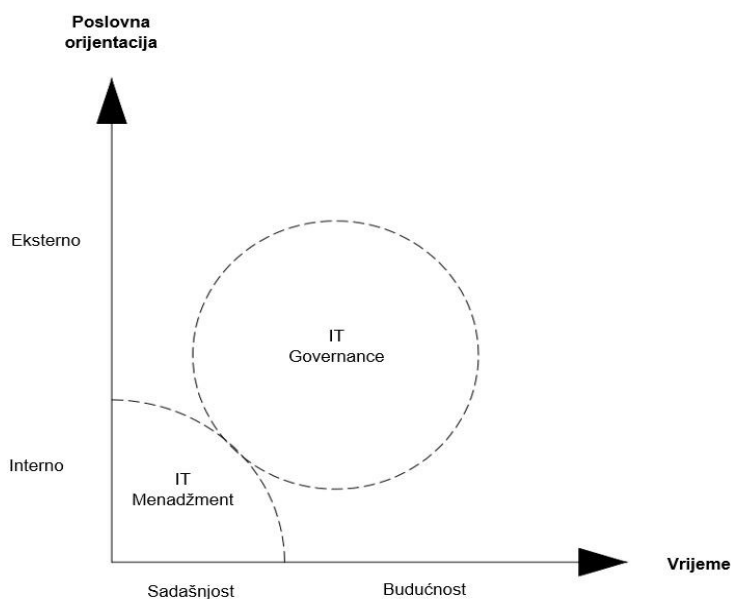 Poslovna
orijentacija
Eksterno
IT
Governance
Interno
IT
Menadžment
Vrijeme
Sadašnjost
Budućnost